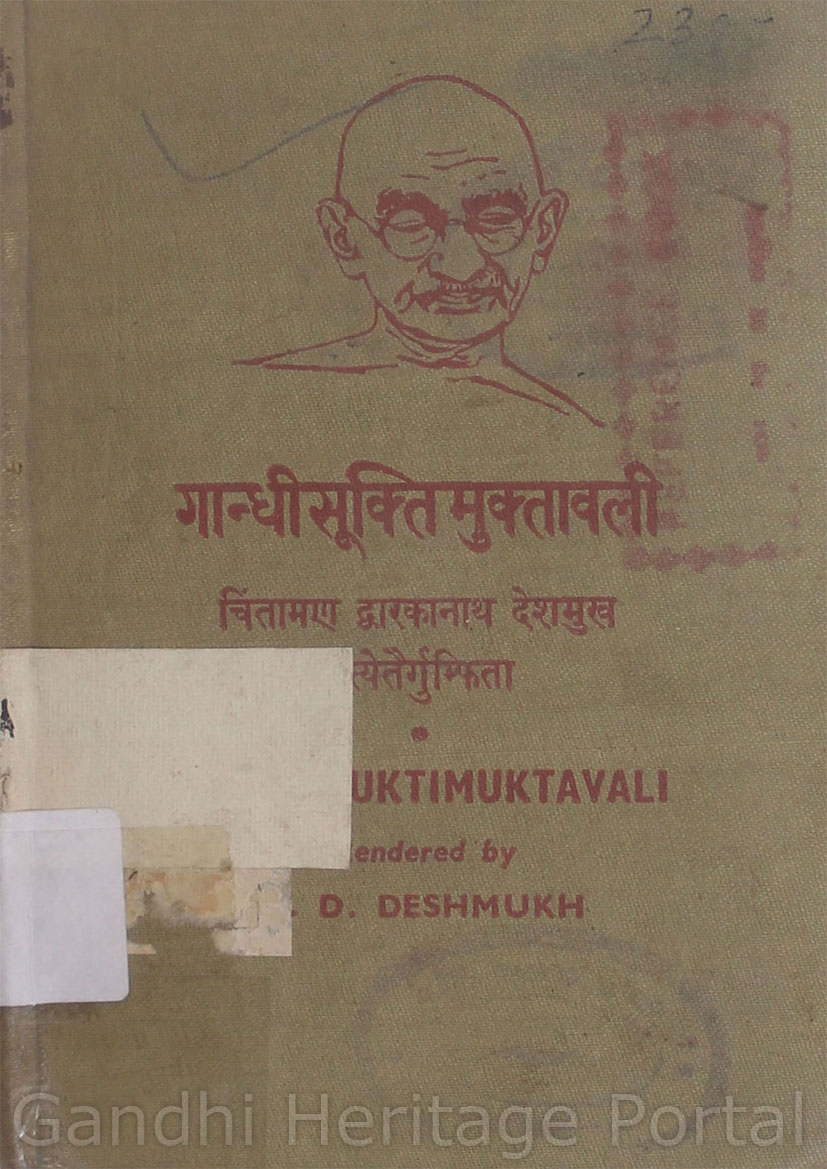 गान्धीसूक्तिमुक्तावली
चिंतामण द्वारकानाथ देशमुख
त्येतैर्गुम्फिता
UKTIMUKTAVALI
endered by
D. DESHMUKH
Gandhi Heritage Portal